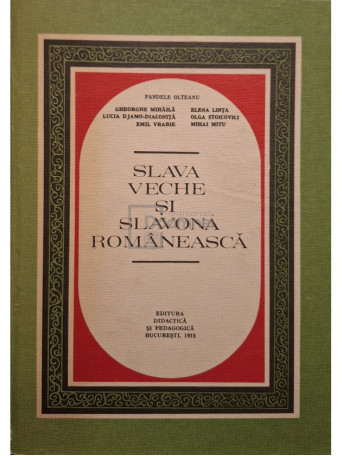 PANDELE OLTEANU
GHEORGHE MIHĂILĂ ELENA LINȚA
LUCIA DJAMO-DIACONIȚĂ OLGA STOICOVICI
EMIL VRABIE MIHAI MITU
SLAVA
VECHE
ȘI
SLAVONA
ROMÂNEASCĂ
EDITURA
DIDACTICĂ
ȘI PEDAGOGICĂ
BUCUREȘTI, 1975